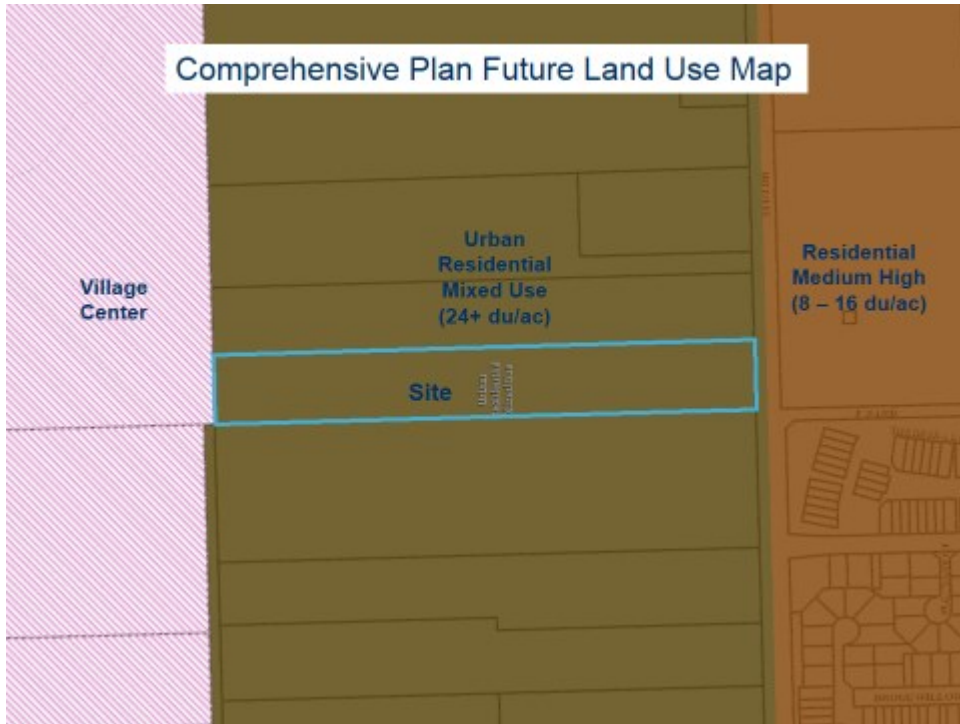 Comprehensive Plan Future Land Use Map
Village
Center
Urban
Residential
Mixed Use
(24+ du/ac)
Residential
Medium High
(8 – 16 du/ac)
Site